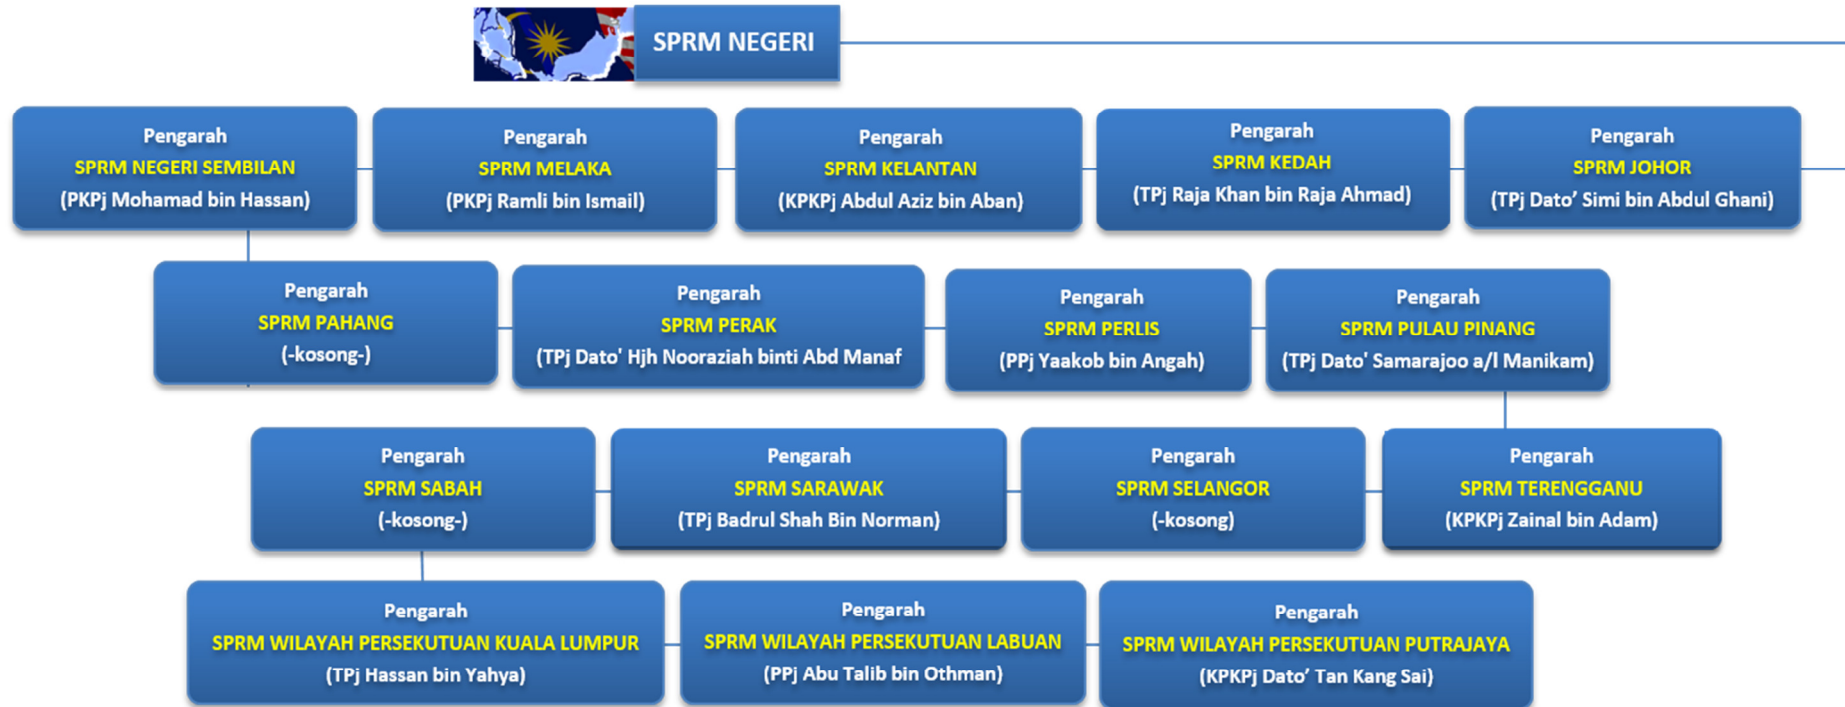 SPRM NEGERI
Pengarah
SPRM NEGERI SEMBILAN
(PKPj Mohamad bin Hassan)
Pengarah
SPRM MELAKA
(PKPj Ramli bin Ismail)
Pengarah
SPRM KELANTAN
(KPKPj Abdul Aziz bin Aban)
Pengarah
SPRM KEDAH
(TPj Raja Khan bin Raja Ahmad)
Pengarah
SPRM JOHOR
(TPj Dato’ Simi bin Abdul Ghani)
Pengarah
SPRM PAHANG
(-kosong-)
Pengarah
SPRM PERAK
(TPj Dato' Hjh Nooraziah binti Abd Manaf
Pengarah
SPRM PERLIS
(PPj Yaakob bin Angah)
Pengarah
SPRM PULAU PINANG
(TPj Dato' Samarajoo a/l Manikam)
Pengarah
SPRM SABAH
(-kosong-)
Pengarah
SPRM SARAWAK
(TPj Badrul Shah Bin Norman)
Pengarah
SPRM SELANGOR
(-kosong)
Pengarah
SPRM TERENGGANU
(KPKPj Zainal bin Adam)
Pengarah
SPRM WILAYAH PERSEKUTUAN KUALA LUMPUR
(TPj Hassan bin Yahya)
Pengarah
SPRM WILAYAH PERSEKUTUAN LABUAN
(PPj Abu Talib bin Othman)
Pengarah
SPRM WILAYAH PERSEKUTUAN PUTRAJAYA
(KPKPj Dato’ Tan Kang Sai)